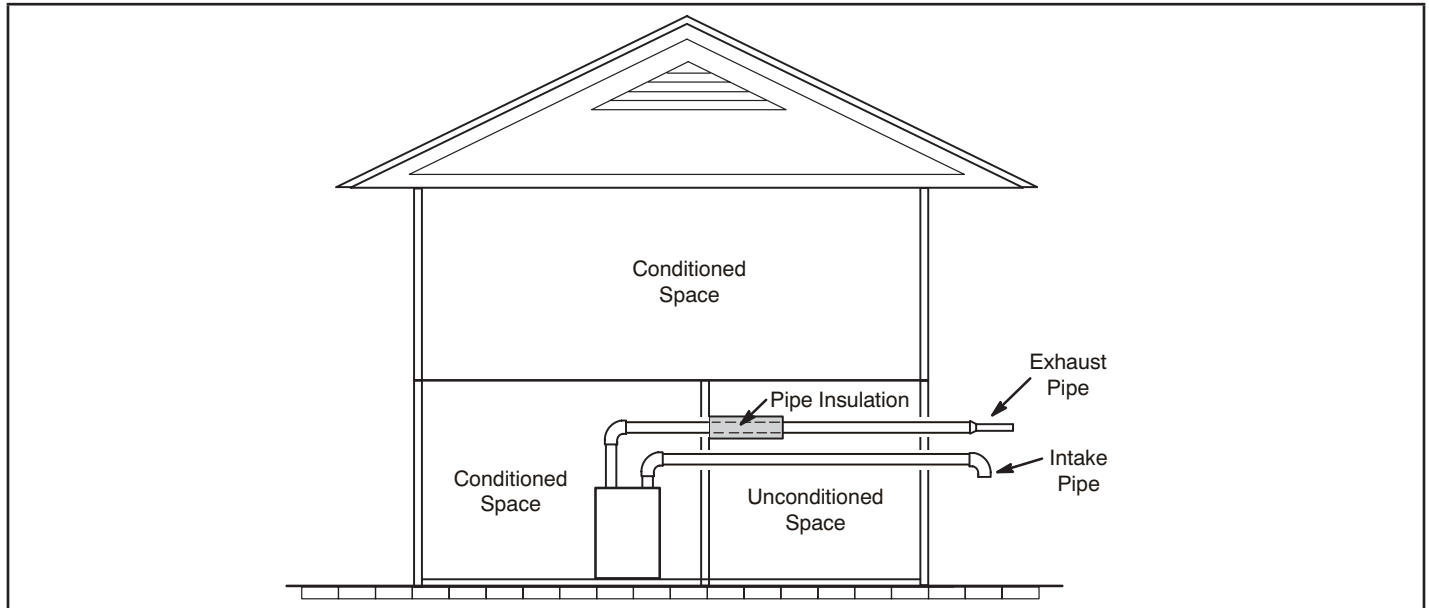 Conditioned
Space
Exhaust
Pipe
Pipe Insulation
Intake
Pipe
Conditioned
Space
Unconditioned
Space